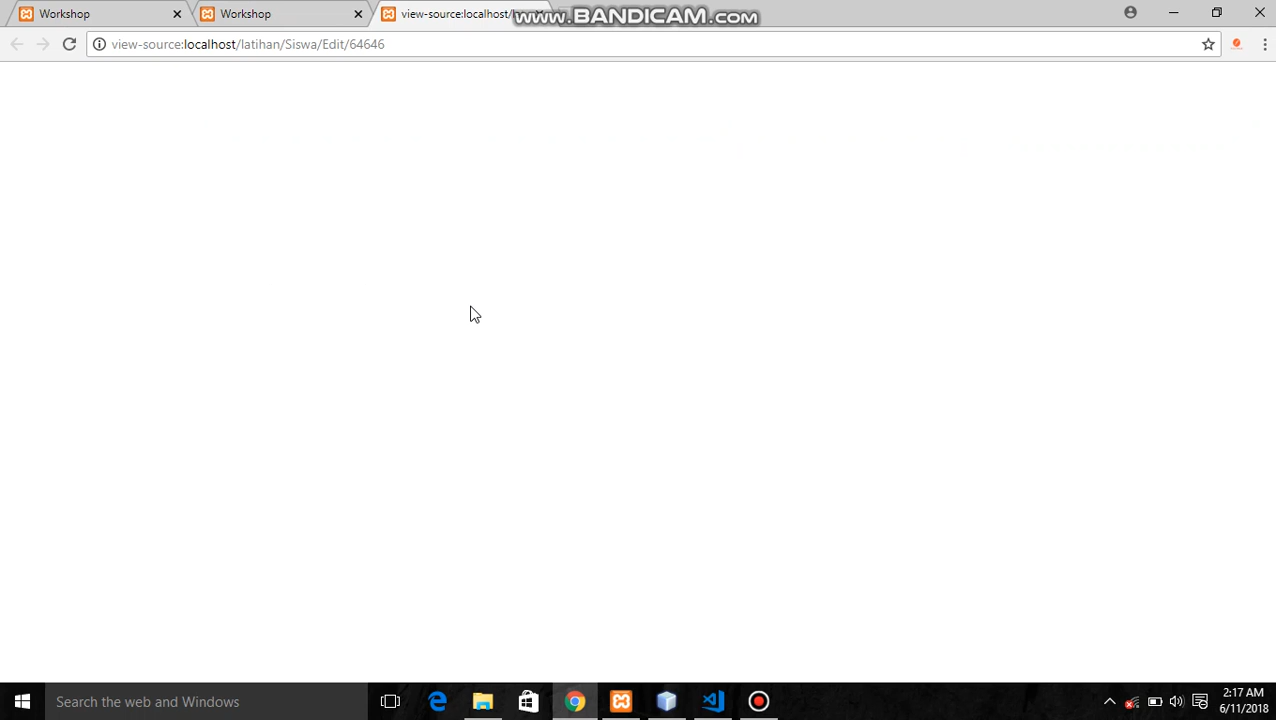 Workshop
Workshop
view-source:localhost/l
www.BANDICAM.com
view-source:localhost/latihan/Siswa/Edit/64646
Search the web and Windows
2:17 AM
6/11/2018